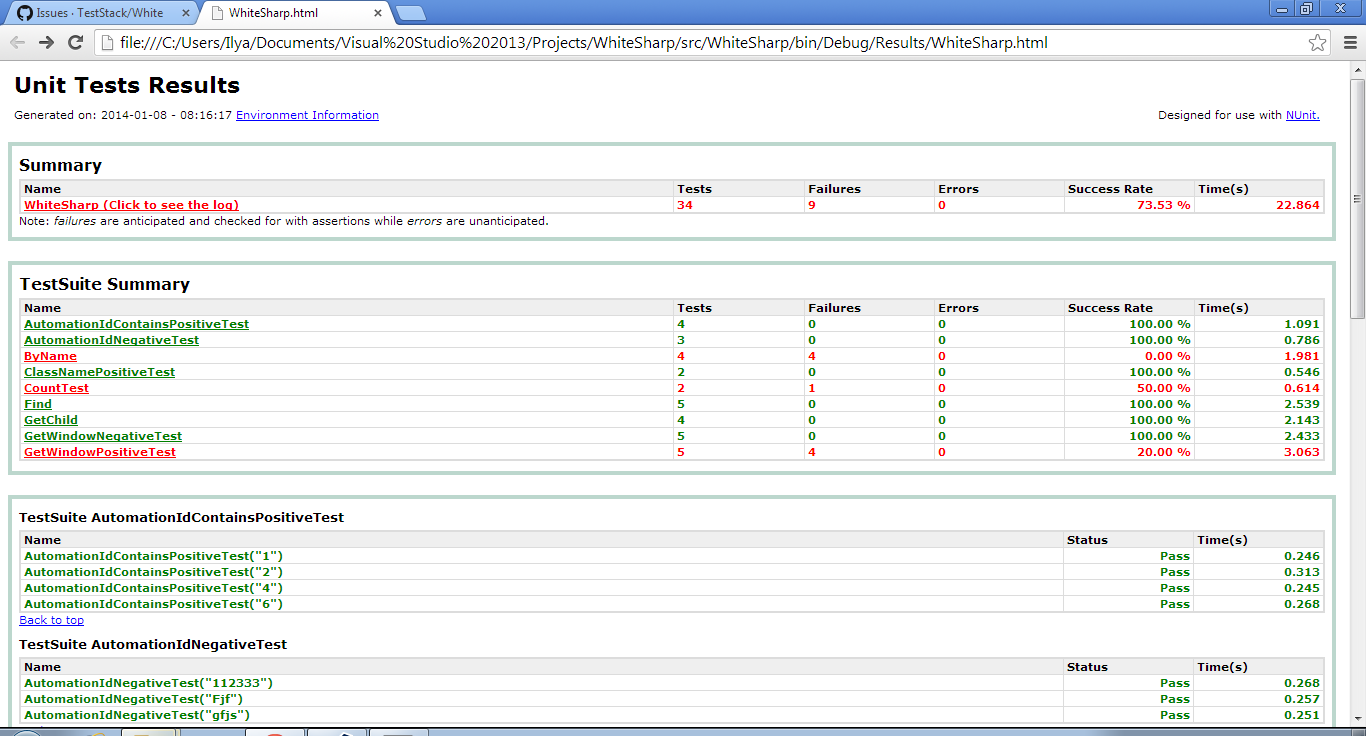 Issues · TestStack/White
WhiteSharp.html
file:///C:/Users/Ilya/Documents/Visual%20Studio%202013/Projects/WhiteSharp/src/WhiteSharp/bin/Debug/Results/WhiteSharp.html
Unit Tests Results
Generated on: 2014-01-08 - 08:16:17 Environment Information Designed for use with NUnit.
Summary
Name Tests Failures Errors Success Rate Time(s)
WhiteSharp (Click to see the log) 34 9 0 73.53 % 22.864
Note: failures are anticipated and checked for with assertions while errors are unanticipated.
TestSuite Summary
Name Tests Failures Errors Success Rate Time(s)
AutomationIdContainsPositiveTest 4 0 0 100.00 % 1.091
AutomationIdNegativeTest 3 0 0 100.00 % 0.786
ByName 4 4 0 0.00 % 1.981
ClassNamePositiveTest 2 0 0 100.00 % 0.546
CountTest 2 1 0 50.00 % 0.614
Find 5 0 0 100.00 % 2.539
GetChild 4 0 0 100.00 % 2.143
GetWindowNegativeTest 5 0 0 100.00 % 2.433
GetWindowPositiveTest 5 4 0 20.00 % 3.063
TestSuite AutomationIdContainsPositiveTest
Name Status Time(s)
AutomationIdContainsPositiveTest("1") Pass 0.246
AutomationIdContainsPositiveTest("2") Pass 0.313
AutomationIdContainsPositiveTest("4") Pass 0.245
AutomationIdContainsPositiveTest("6") Pass 0.268
Back to top
TestSuite AutomationIdNegativeTest
Name Status Time(s)
AutomationIdNegativeTest("112333") Pass 0.268
AutomationIdNegativeTest("Fjf") Pass 0.257
AutomationIdNegativeTest("gfjs") Pass 0.251